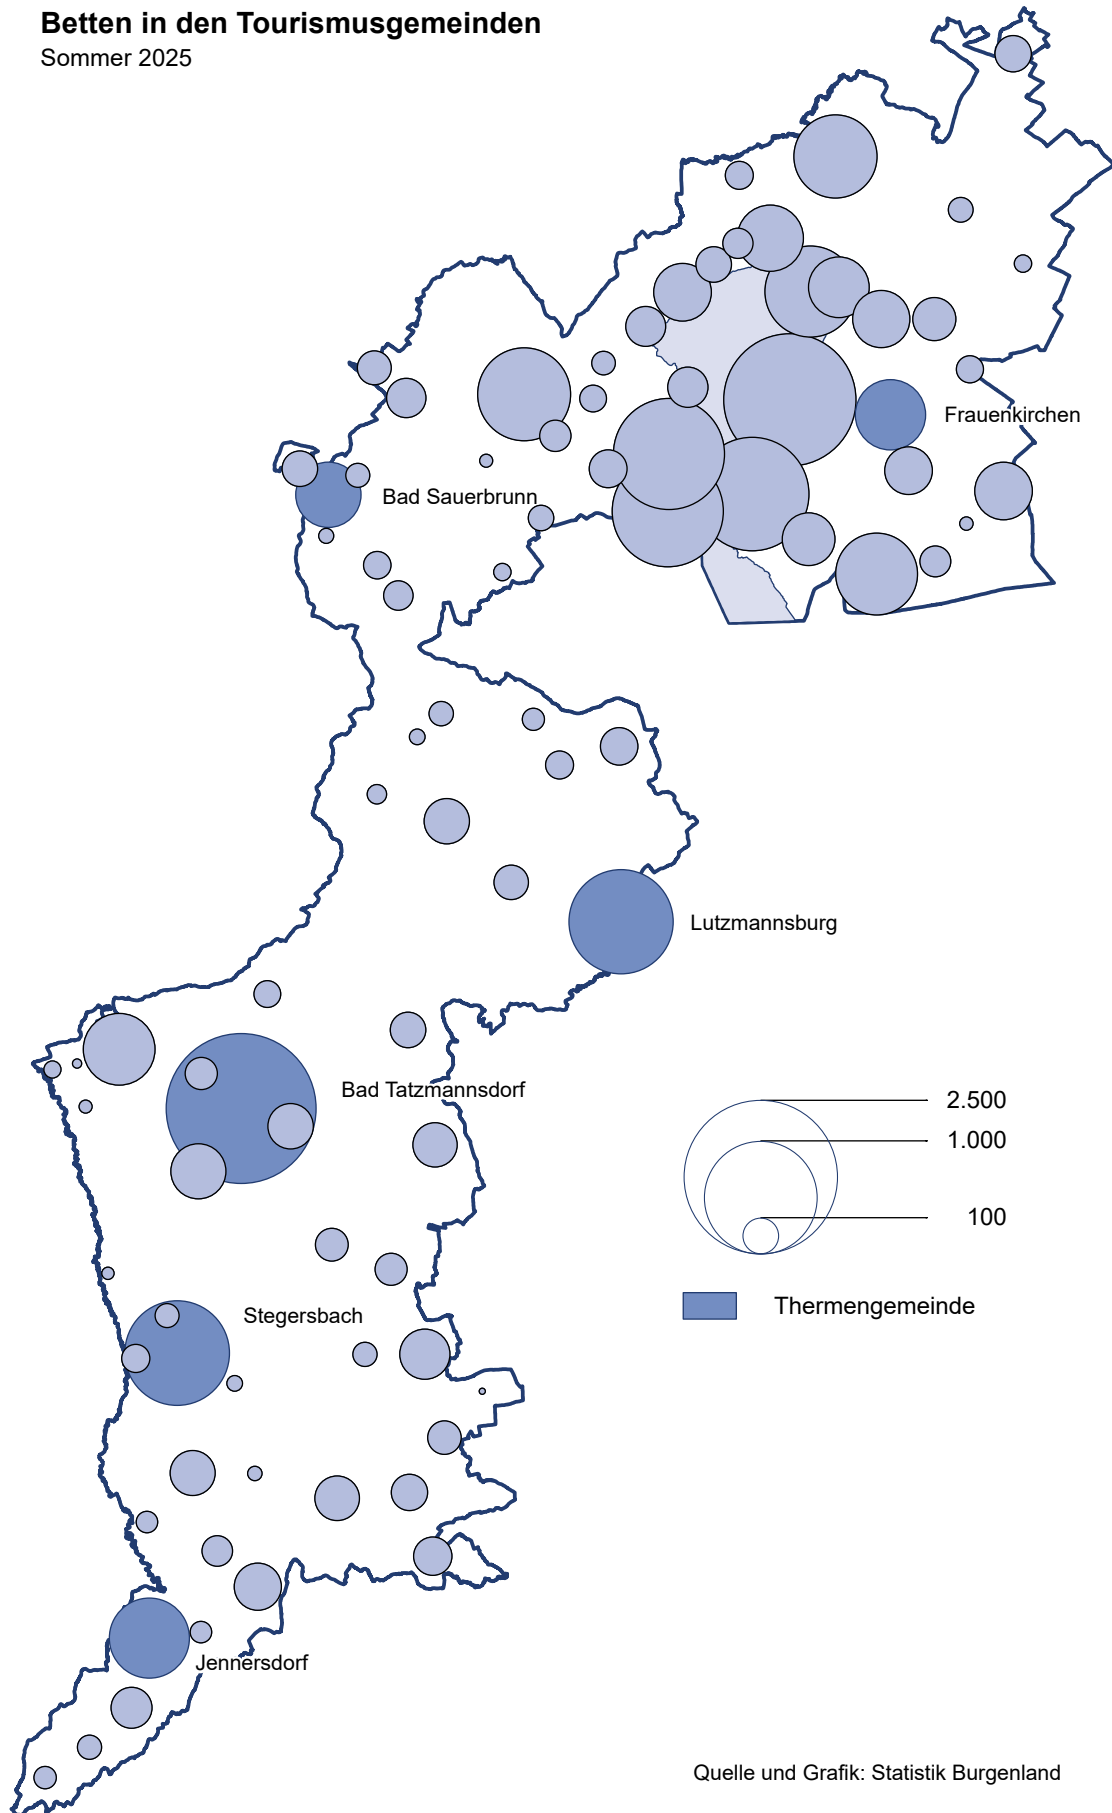 Betten in den Tourismusgemeinden
Sommer 2025
Frauenkirchen
Bad Sauerbrunn
Lutzmannsburg
Bad Tatzmannsdorf
2.500
1.000
100
Thermengemeinde
Stegersbach
Jennersdorf
Quelle und Grafik: Statistik Burgenland